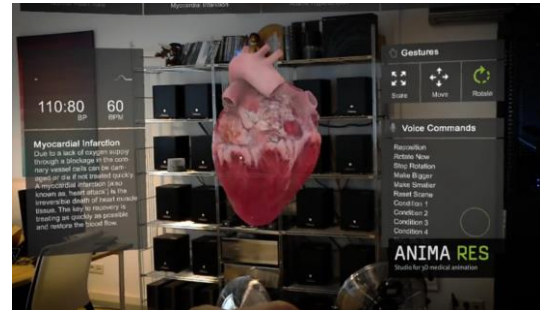 Myocardial Infarction
110:80
BP
60
BPM
Myocardial Infarction
Due to a lack of oxygen supply
through a blockage in the coro-
nary vessel cells can be dam-
aged or die if not treated quickly.
A myocardial infarction (also
known as, heart attack) is the
irreversible death of heart muscle
tissues. The key to recovery is
treating as quickly as possible
and restore the blood flow.
Gestures
Scale
Move
Rotate
Voice Commands
Reposition
Rotate Now
Stop Rotation
Make Bigger
Make Smaller
Reset Scene
Condition 1
Condition 2
Condition 3
Condition 4
ANIMA RES
Studio for 3D medical animation